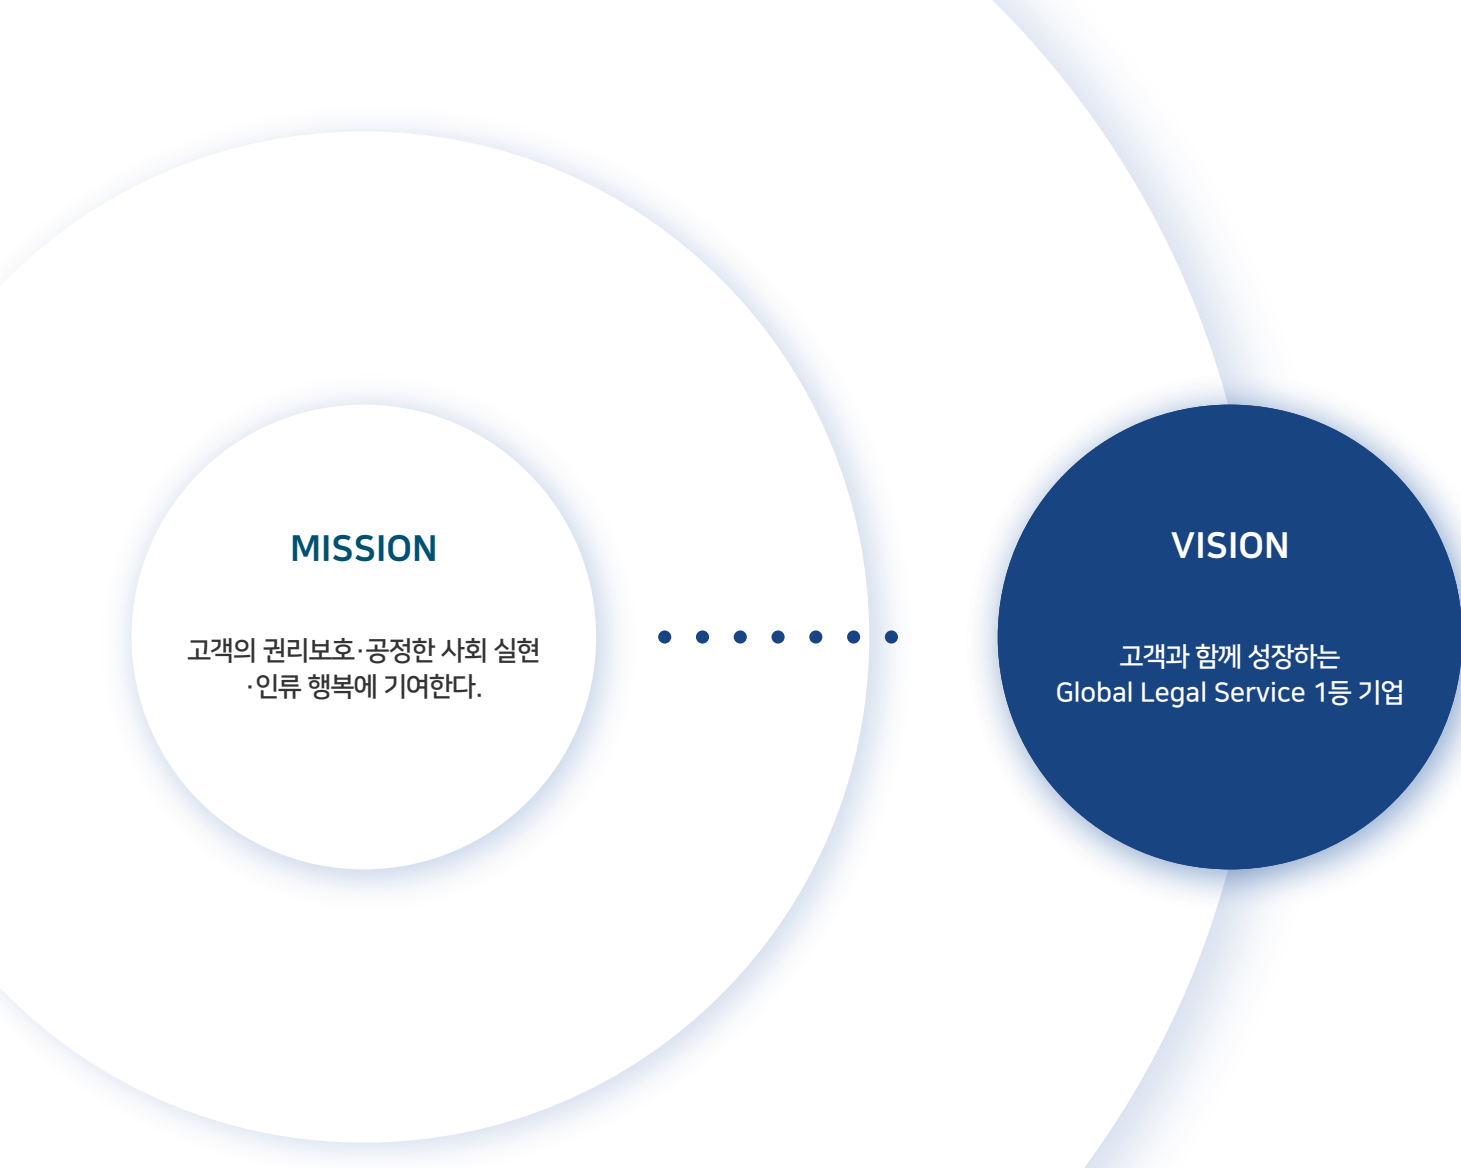 MISSION
고객의 권리보호·공정한 사회 실현
·인류 행복에 기여한다.
VISION
고객과 함께 성장하는
Global Legal Service 1등 기업